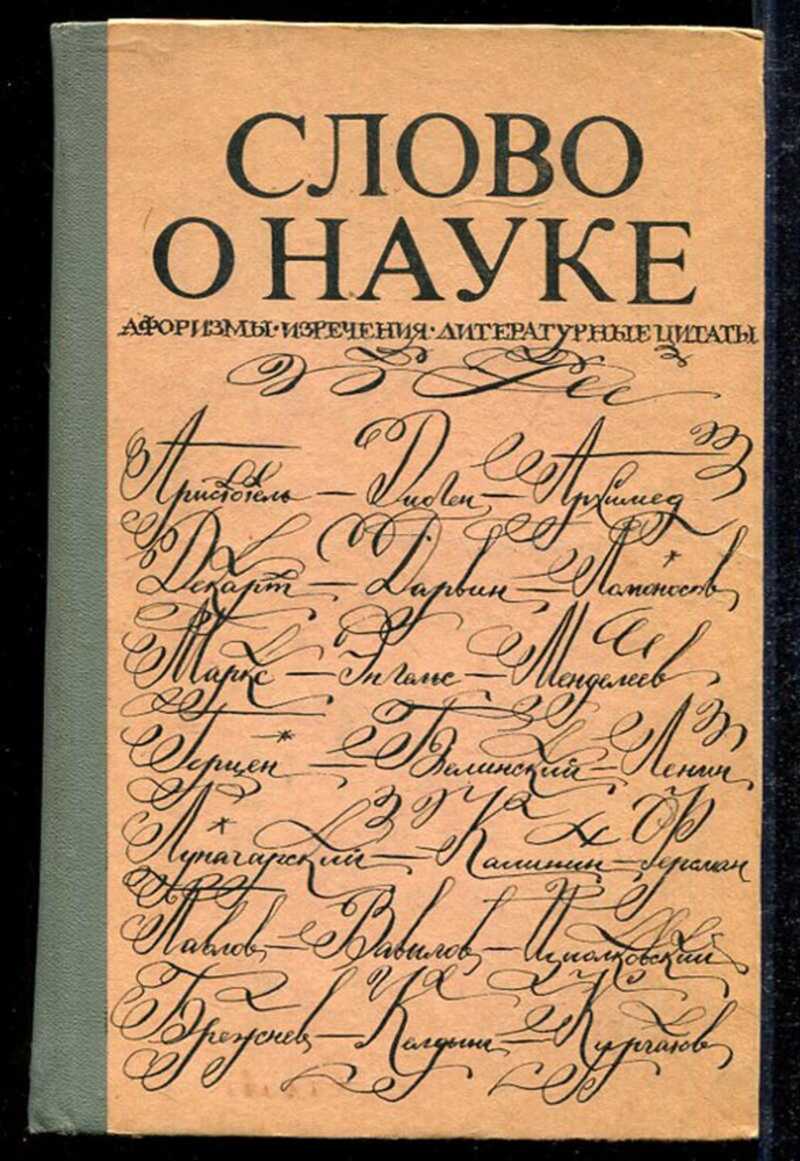 СЛОВО
О НАУКЕ
АФОРИЗМЫ·ИЗРЕЧЕНИЯ·ЛИТЕРАТУРНЫЕ ЦИТАТЫ
Аристотель — Диоген — Архимед
Декарт — Дарвин — Ломоносов
Маркс — Энгельс — Менделеев
Герцен — Белинский — Ленин
Луначарский — Калинин — Ферсман
Павлов — Вавилов — Циолковский
Брежнев — Келдыш — Курчатов